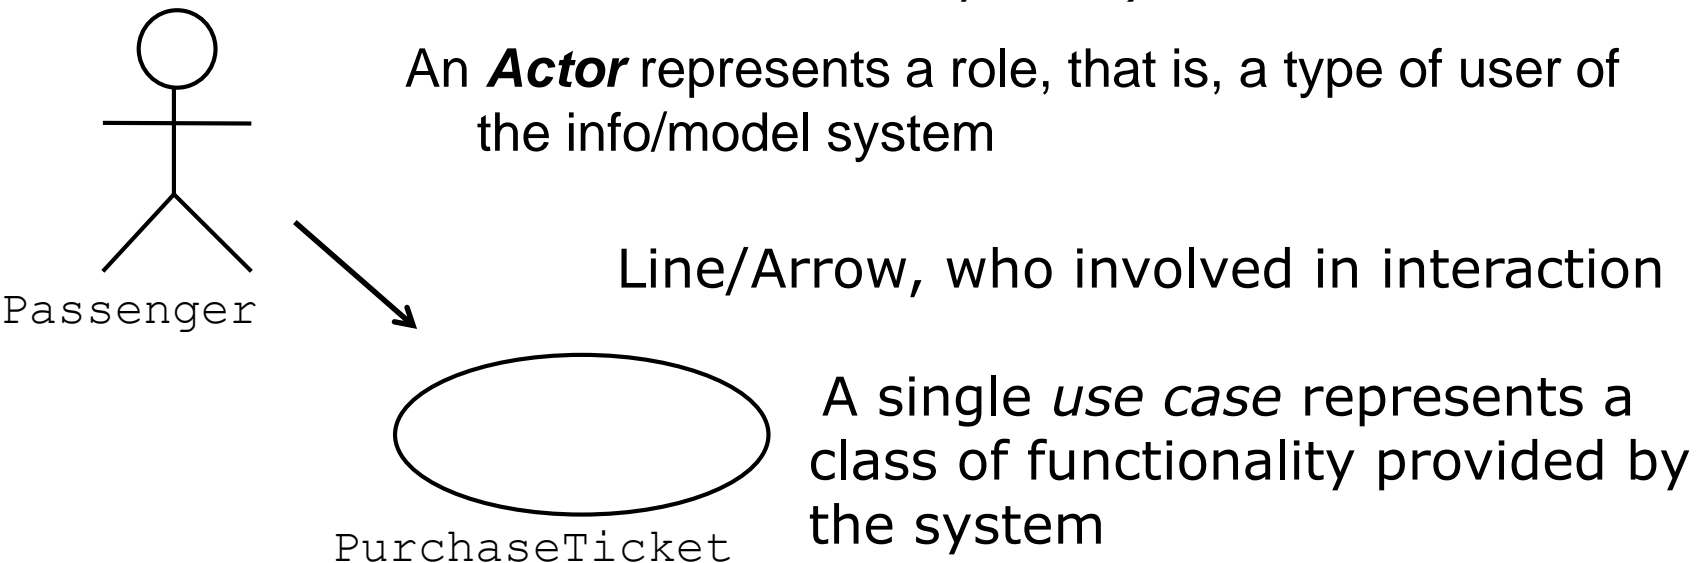 An Actor represents a role, that is, a type of user of
the info/model system
Line/Arrow, who involved in interaction
Passenger
A single use case represents a
class of functionality provided by
the system
PurchaseTicket